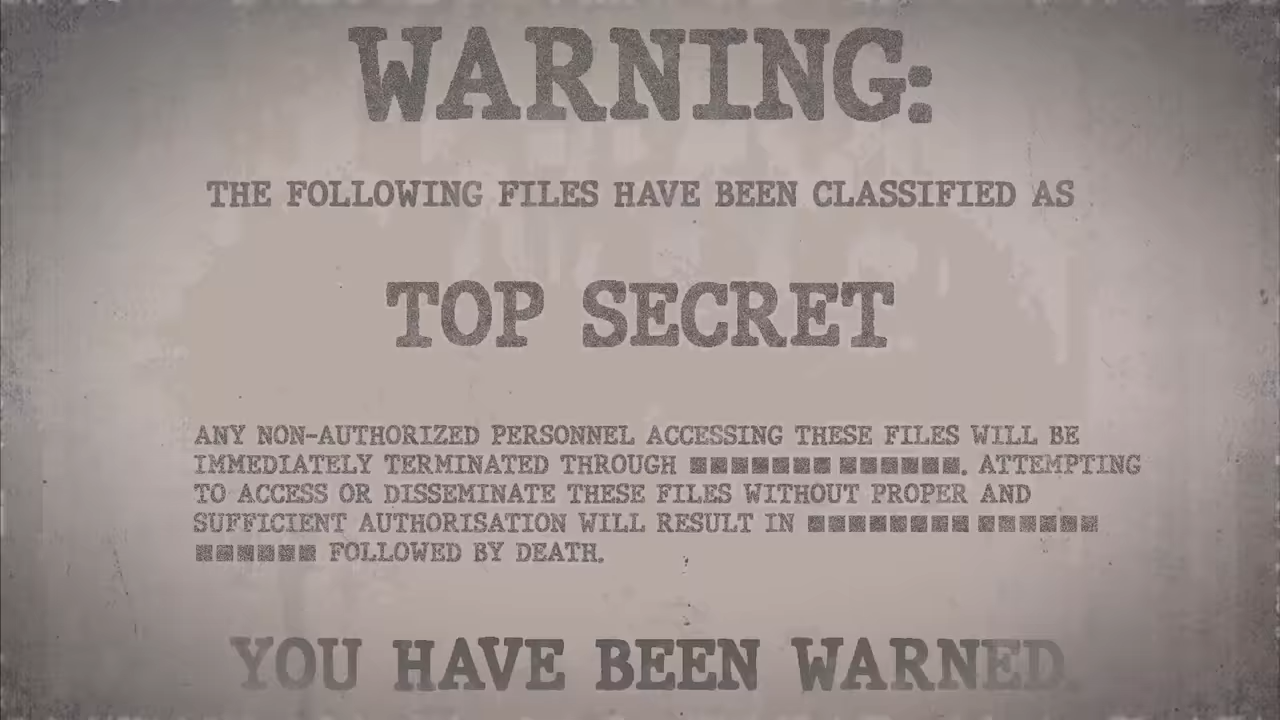 WARNING:
THE FOLLOWING FILES HAVE BEEN CLASSIFIED AS
TOP SECRET
ANY NON-AUTHORIZED PERSONNEL ACCESSING THESE FILES WILL BE
IMMEDIATELY TERMINATED THROUGH ■■■■■■■ ■■■■■■. ATTEMPTING
TO ACCESS OR DISSEMINATE THESE FILES WITHOUT PROPER AND
SUFFICIENT AUTHORISATION WILL RESULT IN ■■■■■■■■ ■■■■■■
■■■■■■ FOLLOWED BY DEATH.
YOU HAVE BEEN WARNED.